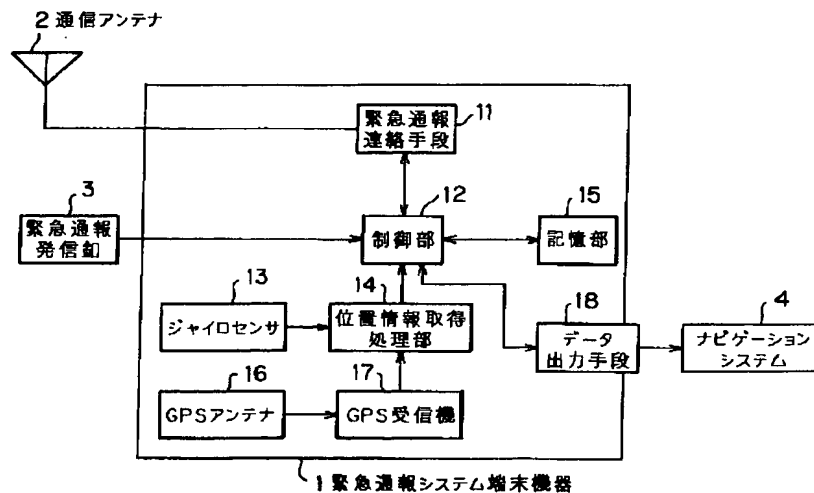 2 通信アンテナ
11
緊急通報
連絡手段
3
緊急通報
発信釦
12
制御部
15
記憶部
13
ジャイロセンサ
14
位置情報取得
処理部
18
データ
出力手段
4
ナビゲーション
システム
16
GPSアンテナ
17
GPS受信機
1 緊急通報システム端末機器